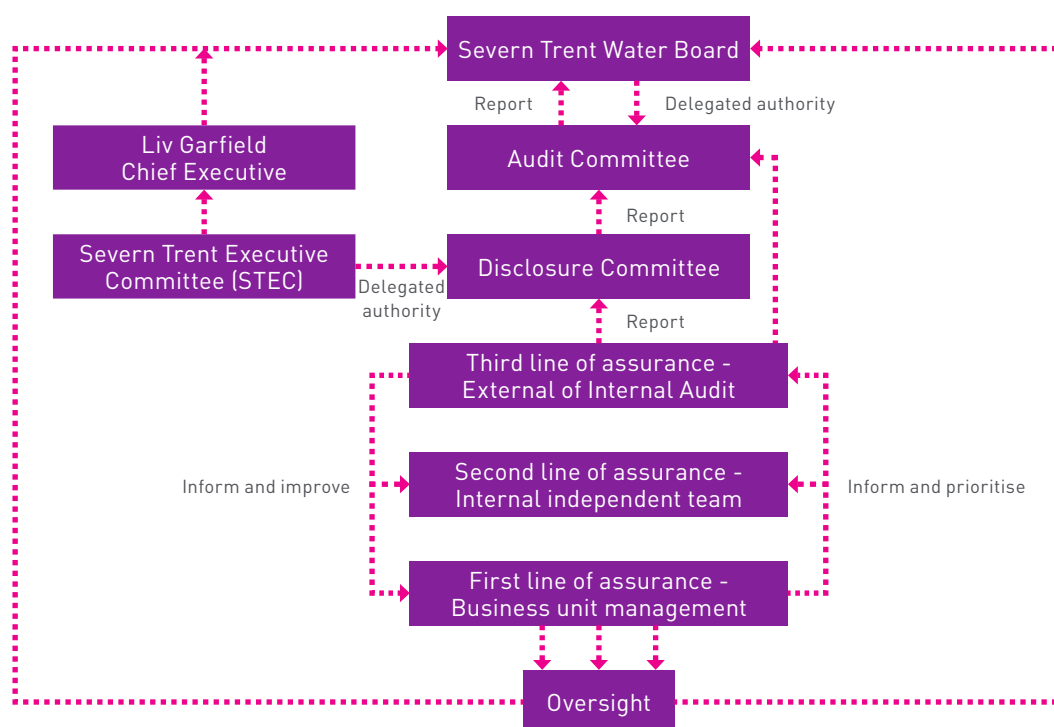 Severn Trent Water Board
Report
Delegated authority
Liv Garfield
Chief Executive
Audit Committee
Report
Severn Trent Executive
Committee (STEC)
Delegated
authority
Disclosure Committee
Report
Third line of assurance -
External of Internal Audit
Inform and improve
Second line of assurance -
Internal independent team
Inform and prioritise
First line of assurance -
Business unit management
Oversight